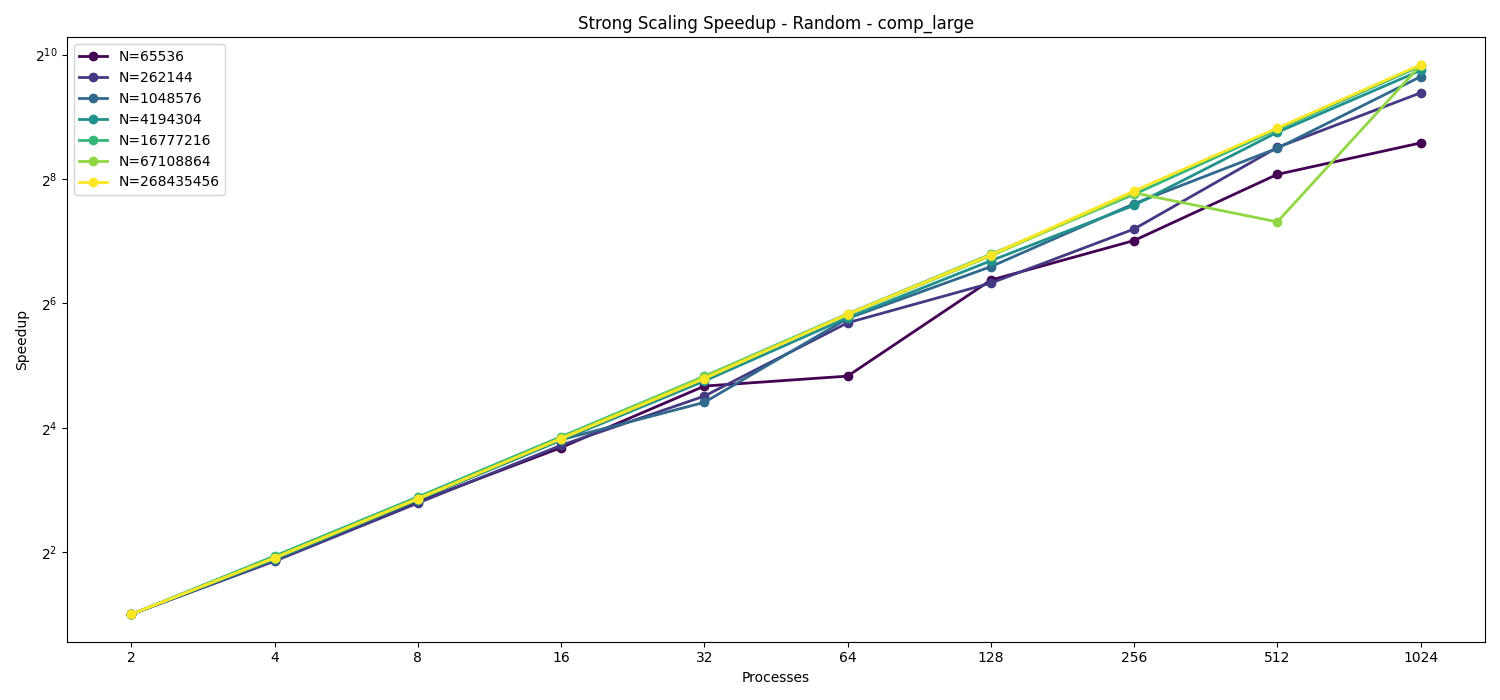 Strong Scaling Speedup - Random - comp_large
N=65536
N=262144
N=1048576
N=4194304
N=16777216
N=67108864
N=268435456
2^10
2^8
2^6
2^4
2^2
Speedup
2 4 8 16 32 64 128 256 512 1024
Processes